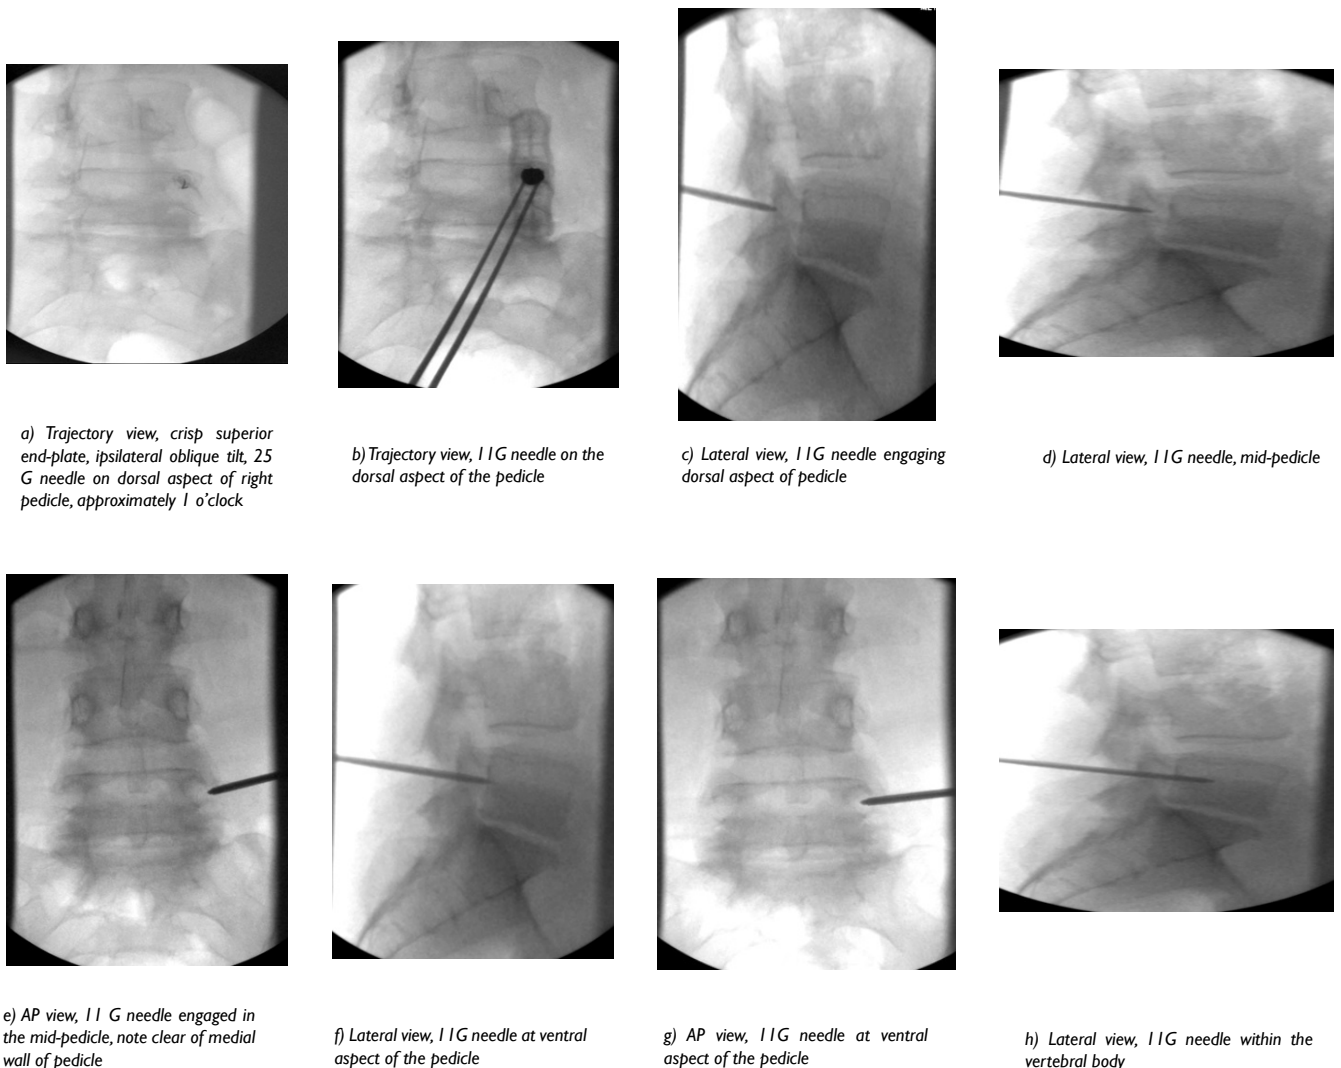 a) Trajectory view, crisp superior
end-plate, ipsilateral oblique tilt, 25
G needle on dorsal aspect of right
pedicle, approximately 1 o'clock
b) Trajectory view, 11G needle on the
dorsal aspect of the pedicle
c) Lateral view, 11G needle engaging
dorsal aspect of pedicle
d) Lateral view, 11G needle, mid-pedicle
e) AP view, 11 G needle engaged in
the mid-pedicle, note clear of medial
wall of pedicle
f) Lateral view, 11G needle at ventral
aspect of the pedicle
g) AP view, 11G needle at ventral
aspect of the pedicle
h) Lateral view, 11G needle within the
vertebral body